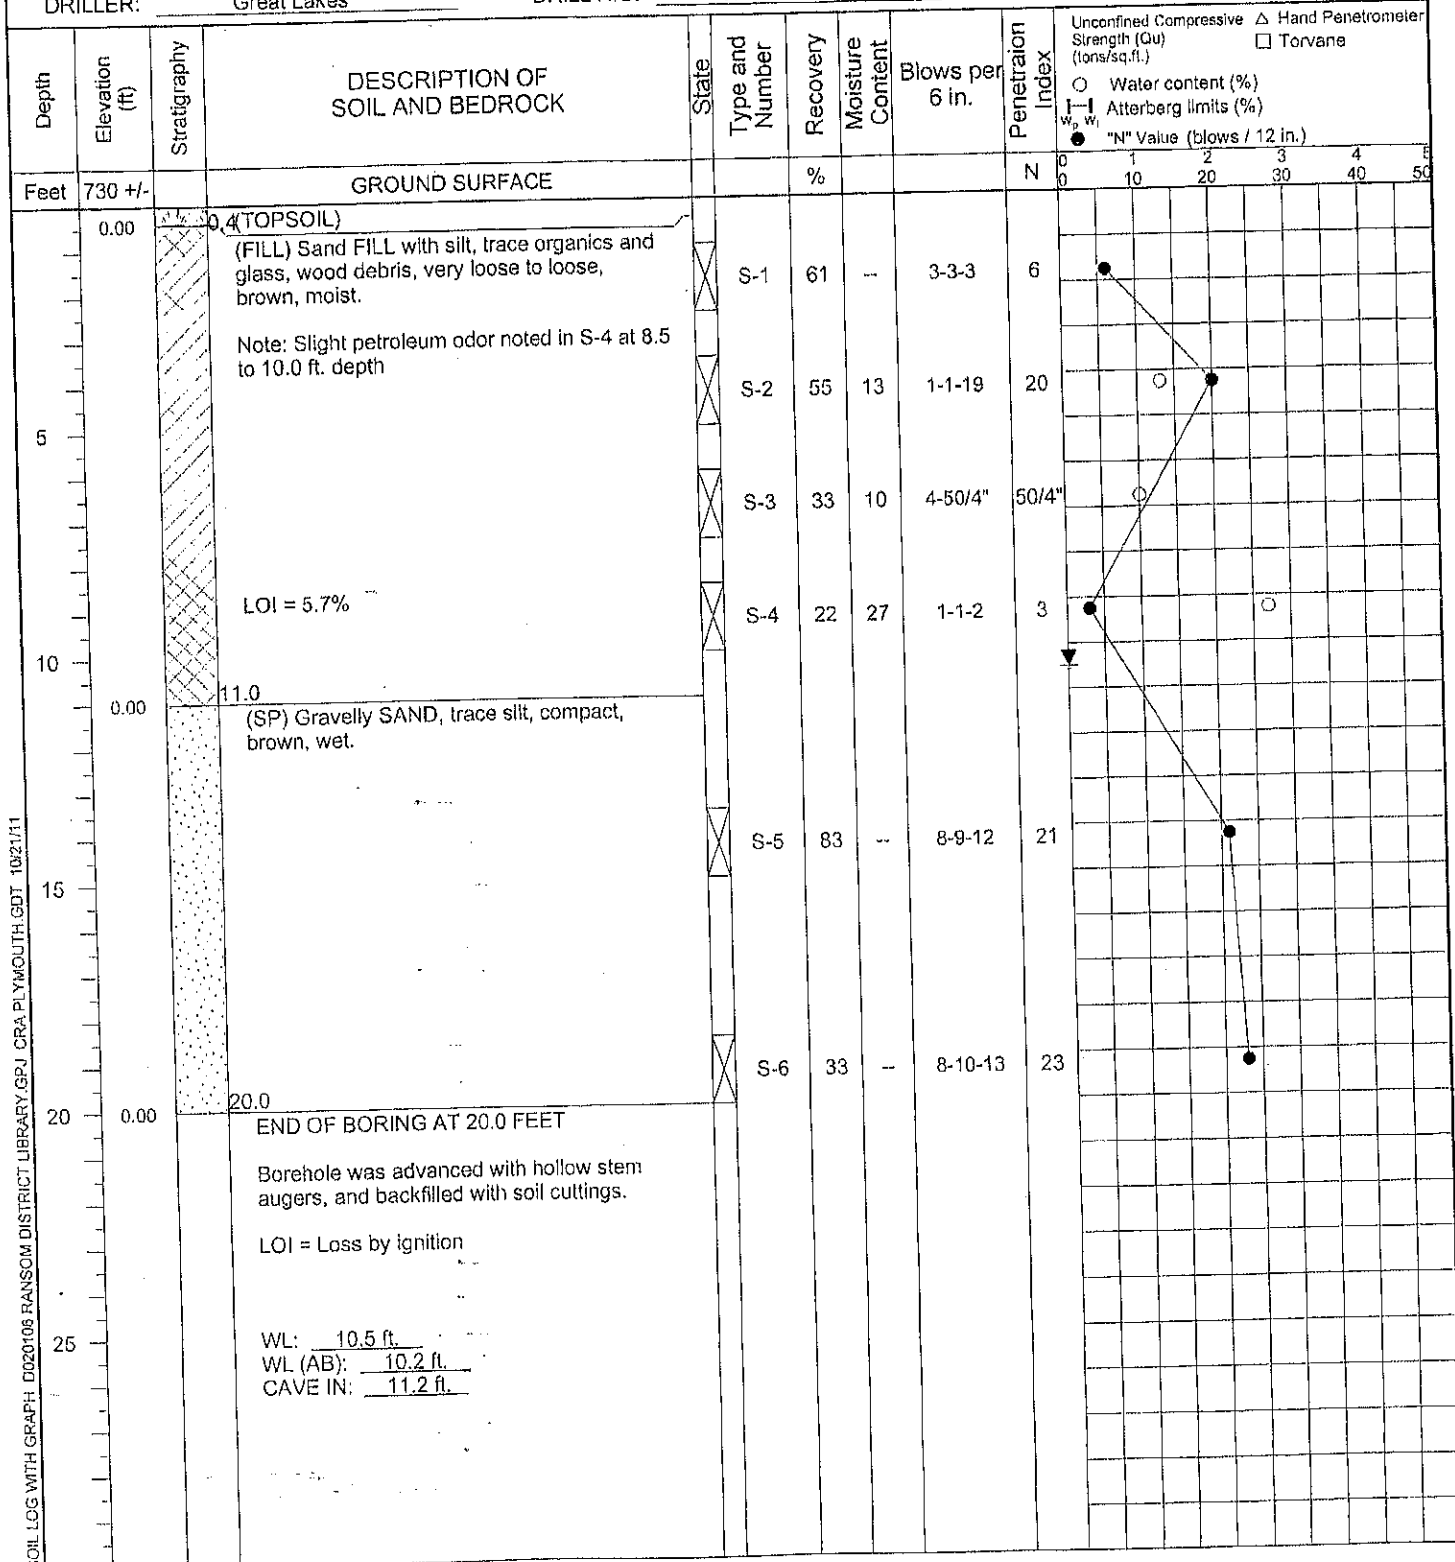 DRILLER: Great Lakes
Depth
Elevation (ft)
Stratigraphy
DESCRIPTION OF
SOIL AND BEDROCK
State
Type and Number
Recovery
Moisture Content
Blows per
6 in.
Penetraion Index
Unconfined Compressive △ Hand Penetrometer
Strength (Qu) □ Torvane
(tons/sq.ft.)
○ Water content (%)
Atterberg limits (%)
Wp Wl
● "N" Value (blows / 12 in.)
Feet 730 +/- GROUND SURFACE % N
0 1 2 3 4 5
0 10 20 30 40 50
0.00 0.4 (TOPSOIL)
(FILL) Sand FILL with silt, trace organics and
glass, wood debris, very loose to loose,
brown, moist.
S-1 61 -- 3-3-3 6
Note: Slight petroleum odor noted in S-4 at 8.5
to 10.0 ft. depth
S-2 55 13 1-1-19 20
5
S-3 33 10 4-50/4" 50/4"
LOI = 5.7%
S-4 22 27 1-1-2 3
10
11.0
0.00
(SP) Gravelly SAND, trace silt, compact,
brown, wet.
S-5 83 -- 8-9-12 21
15
S-6 33 -- 8-10-13 23
20.0
20 0.00
END OF BORING AT 20.0 FEET
Borehole was advanced with hollow stem
augers, and backfilled with soil cuttings.
LOI = Loss by ignition
25
WL: 10.5 ft.
WL (AB): 10.2 ft.
CAVE IN: 11.2 ft.
SOIL LOG WITH GRAPH D020106 RANSOM DISTRICT LIBRARY.GPJ CRA PLYMOUTH.GDT 10/21/11